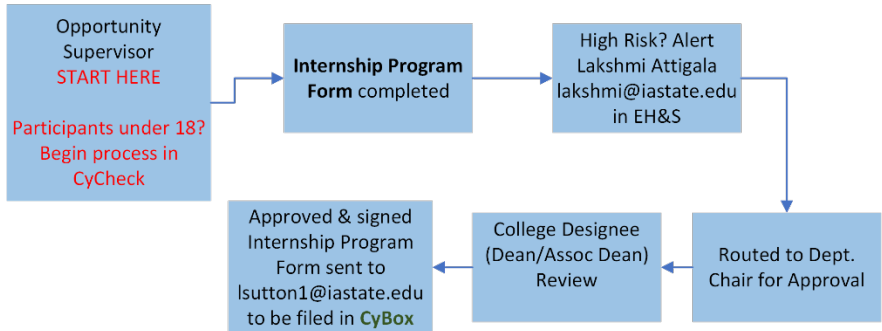 Opportunity
Supervisor
START HERE
Participants under 18?
Begin process in
CyCheck
Internship Program
Form completed
High Risk? Alert
Lakshmi Attigala
lakshmi@iastate.edu
in EH&S
Routed to Dept.
Chair for Approval
College Designee
(Dean/Assoc Dean)
Review
Approved & signed
Internship Program
Form sent to
lsutton1@iastate.edu
to be filed in CyBox